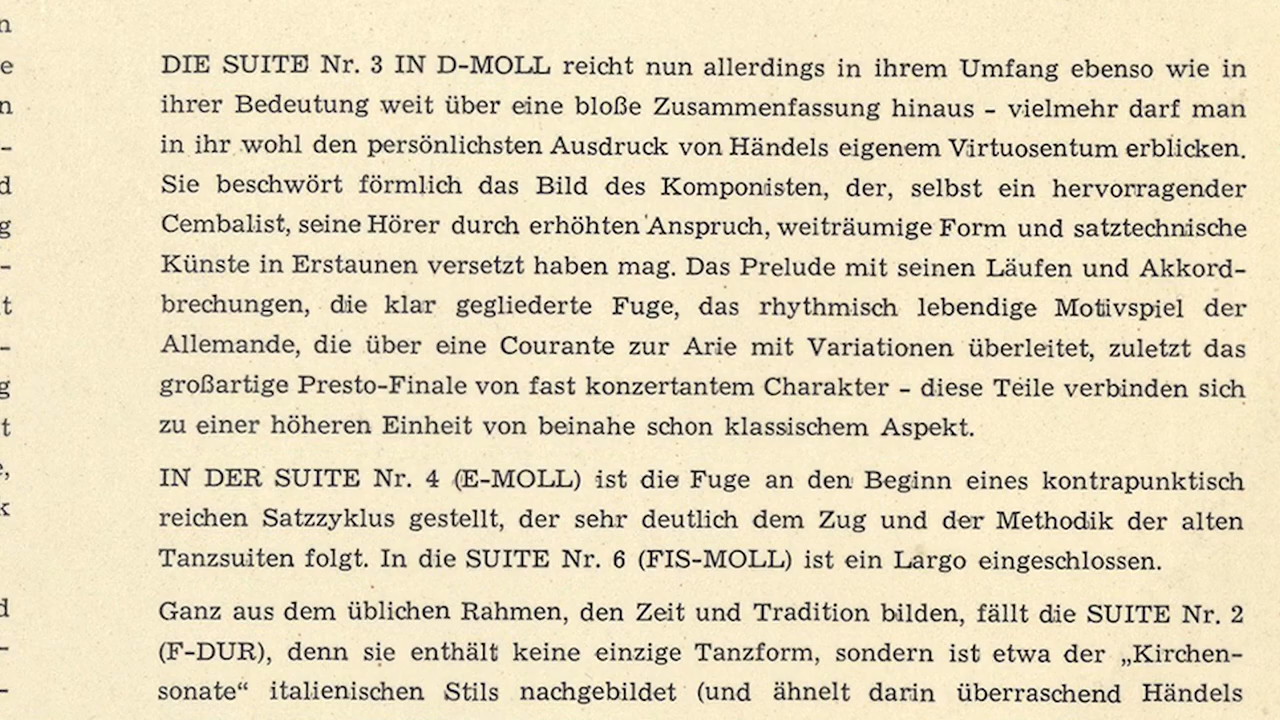 DIE SUITE Nr. 3 IN D-MOLL reicht nun allerdings in ihrem Umfang ebenso wie in
ihrer Bedeutung weit über eine bloße Zusammenfassung hinaus – vielmehr darf man
in ihr wohl den persönlichsten Ausdruck von Händels eigenem Virtuosentum erblicken.
Sie beschwört förmlich das Bild des Komponisten, der, selbst ein hervorragender
Cembalist, seine Hörer durch erhöhten Anspruch, weiträumige Form und satztechnische
Künste in Erstaunen versetzt haben mag. Das Prelude mit seinen Läufen und Akkord-
brechungen, die klar gegliederte Fuge, das rhythmisch lebendige Motivspiel der
Allemande, die über eine Courante zur Arie mit Variationen überleitet, zuletzt das
großartige Presto-Finale von fast konzertantem Charakter – diese Teile verbinden sich
zu einer höheren Einheit von beinahe schon klassischem Aspekt.
IN DER SUITE Nr. 4 (E-MOLL) ist die Fuge an den Beginn eines kontrapunktisch
reichen Satzzyklus gestellt, der sehr deutlich dem Zug und der Methodik der alten
Tanzsuiten folgt. In die SUITE Nr. 6 (FIS-MOLL) ist ein Largo eingeschlossen.
Ganz aus dem üblichen Rahmen, den Zeit und Tradition bilden, fällt die SUITE Nr. 2
(F-DUR), denn sie enthält keine einzige Tanzform, sondern ist etwa der „Kirchen-
sonate“ italienischen Stils nachgebildet (und ähnelt darin überraschend Händels